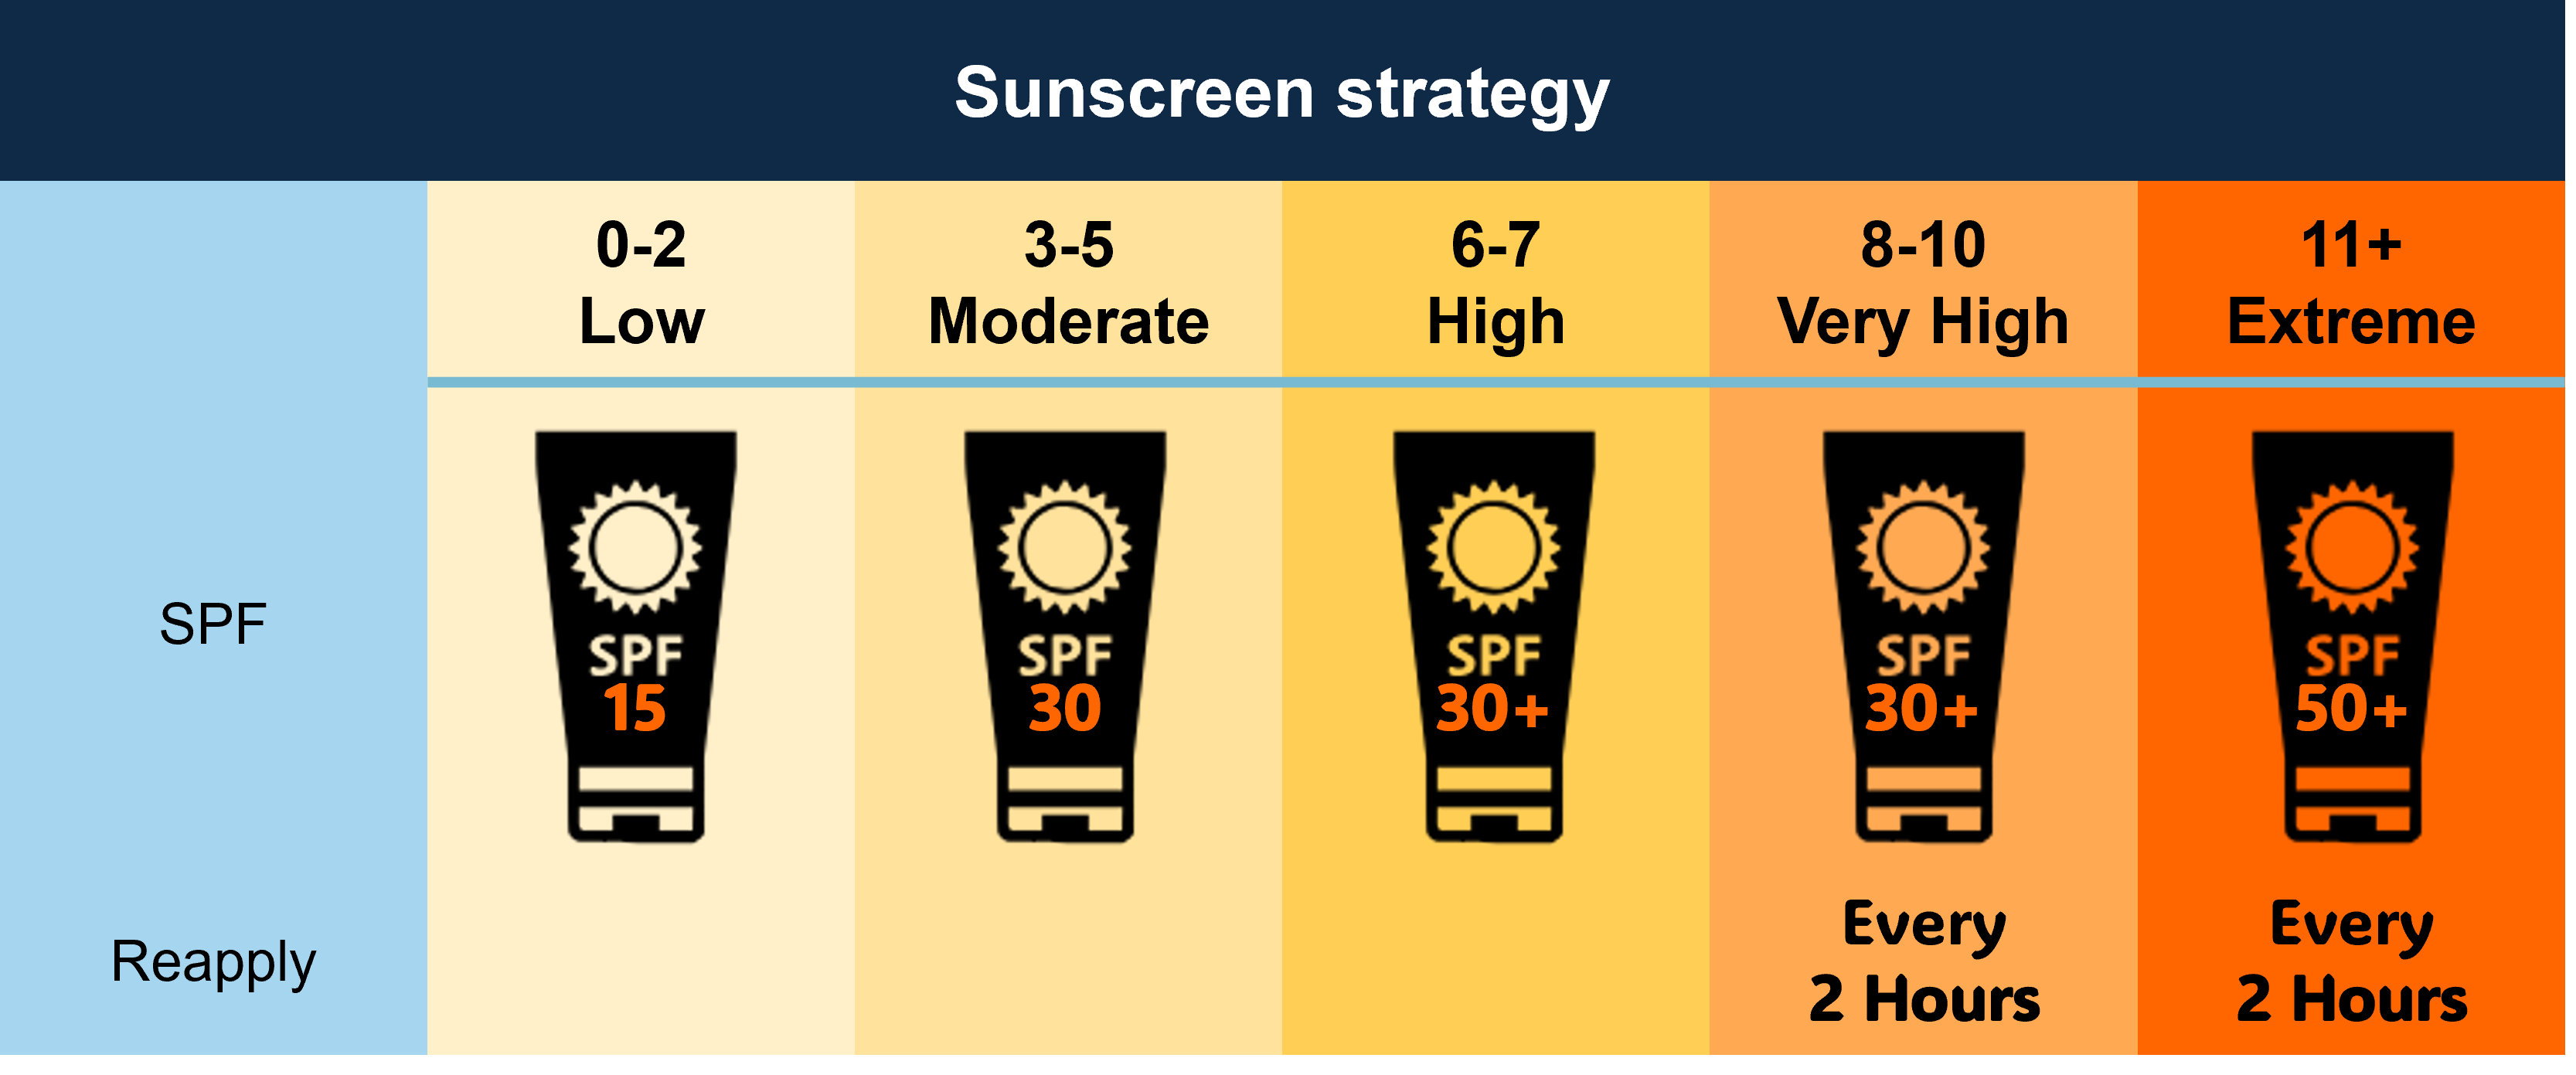 Sunscreen strategy
0-2
Low
3-5
Moderate
6-7
High
8-10
Very High
11+
Extreme
SPF
SPF
15
SPF
30
SPF
30+
SPF
30+
SPF
50+
Reapply
Every
2 Hours
Every
2 Hours